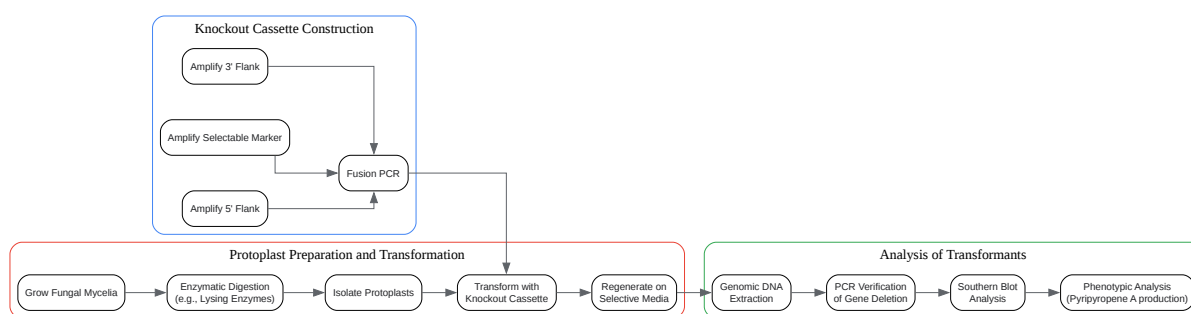 Knockout Cassette Construction
Amplify 3' Flank
Amplify Selectable Marker
Fusion PCR
Amplify 5' Flank
Protoplast Preparation and Transformation
Grow Fungal Mycelia
Enzymatic Digestion
(e.g., Lysing Enzymes)
Isolate Protoplasts
Transform with
Knockout Cassette
Regenerate on
Selective Media
Analysis of Transformants
Genomic DNA
Extraction
PCR Verification
of Gene Deletion
Southern Blot
Analysis
Phenotypic Analysis
(Pyripyropene A production)